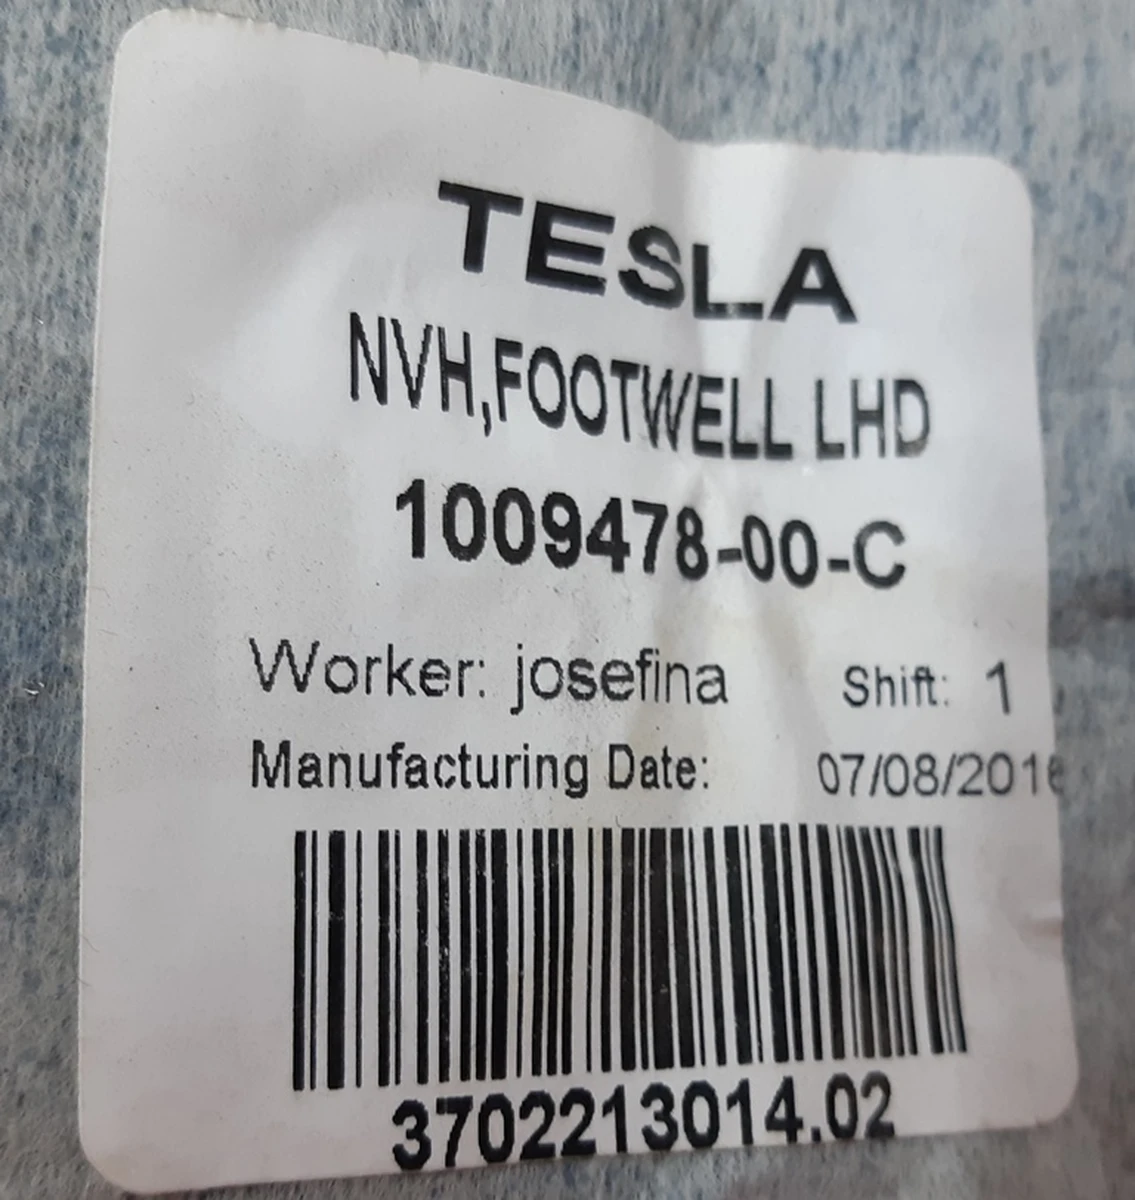 TESLA
NVH,FOOTWELL LHD
1009478-00-C
Worker: josefina Shift: 1
Manufacturing Date: 07/08/2016
3702213014.02